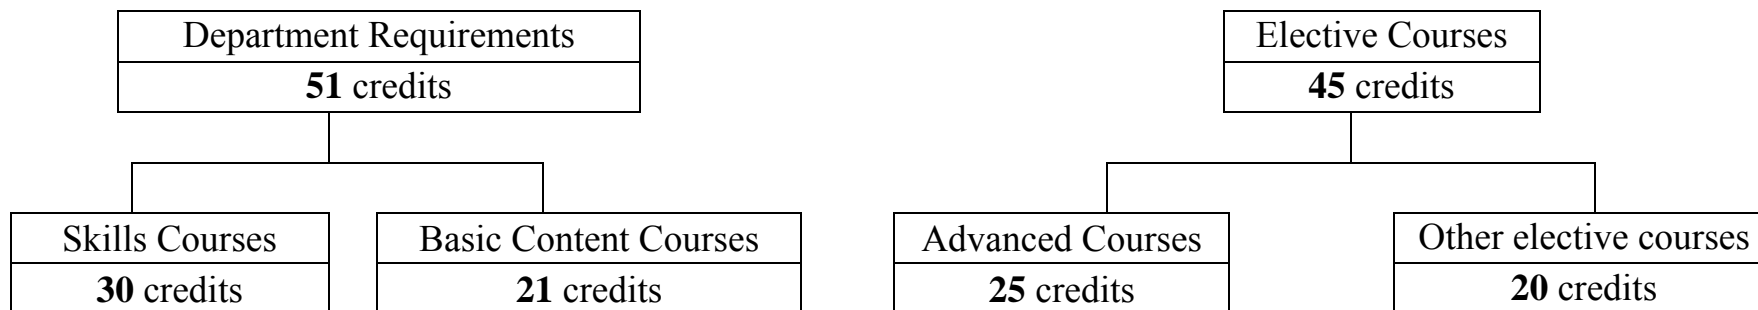 Department Requirements
51 credits
Elective Courses
45 credits
Skills Courses
30 credits
Basic Content Courses
21 credits
Advanced Courses
25 credits
Other elective courses
20 credits